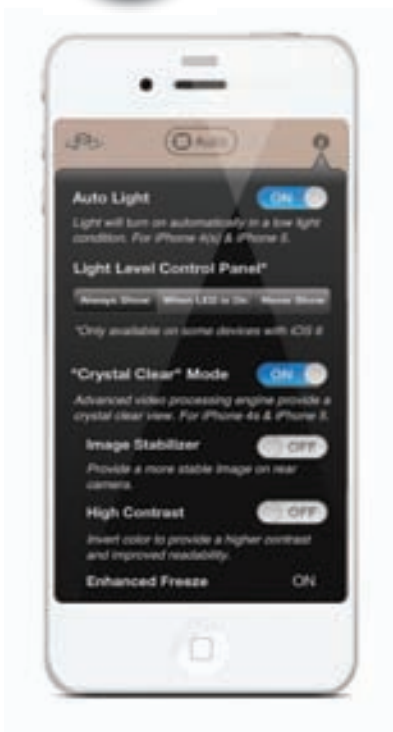 Auto
Auto Light ON
Light will turn on automatically in a low light
condition. For iPhone 4(s) & iPhone 5.
Light Level Control Panel*
Always Show When LED is On Never Show
*Only available on some devices with iOS 6
"Crystal Clear" Mode ON
Advanced video processing engine provide a
crystal clear view. For iPhone 4s & iPhone 5.
Image Stabilizer OFF
Provide a more stable image on rear
camera.
High Contrast OFF
Invert color to provide a higher contrast
and improved readability.
Enhanced Freeze ON